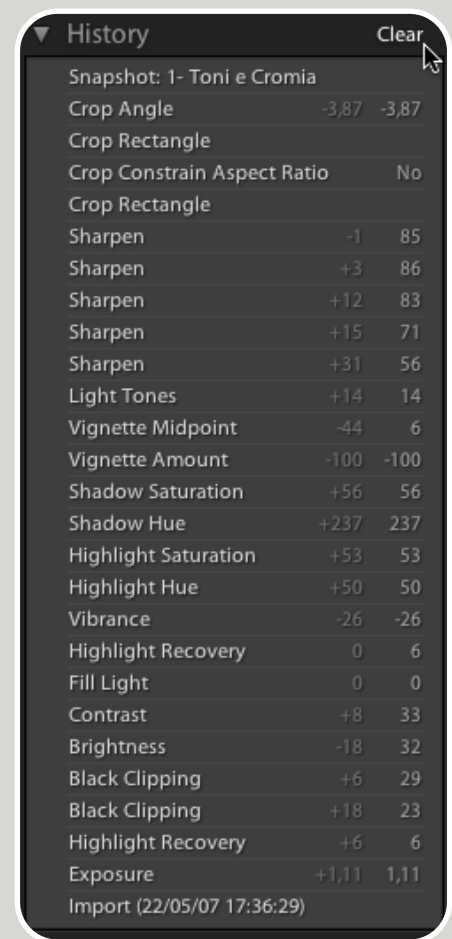 History Clear
Snapshot: 1- Toni e Cromia
Crop Angle -3,87 -3,87
Crop Rectangle
Crop Constrain Aspect Ratio No
Crop Rectangle
Sharpen -1 85
Sharpen +3 86
Sharpen +12 83
Sharpen +15 71
Sharpen +31 56
Light Tones +14 14
Vignette Midpoint -44 6
Vignette Amount -100 -100
Shadow Saturation +56 56
Shadow Hue +237 237
Highlight Saturation +53 53
Highlight Hue +50 50
Vibrance -26 -26
Highlight Recovery 0 6
Fill Light 0 0
Contrast +8 33
Brightness -18 32
Black Clipping +6 29
Black Clipping +18 23
Highlight Recovery +6 6
Exposure +1,11 1,11
Import (22/05/07 17:36:29)